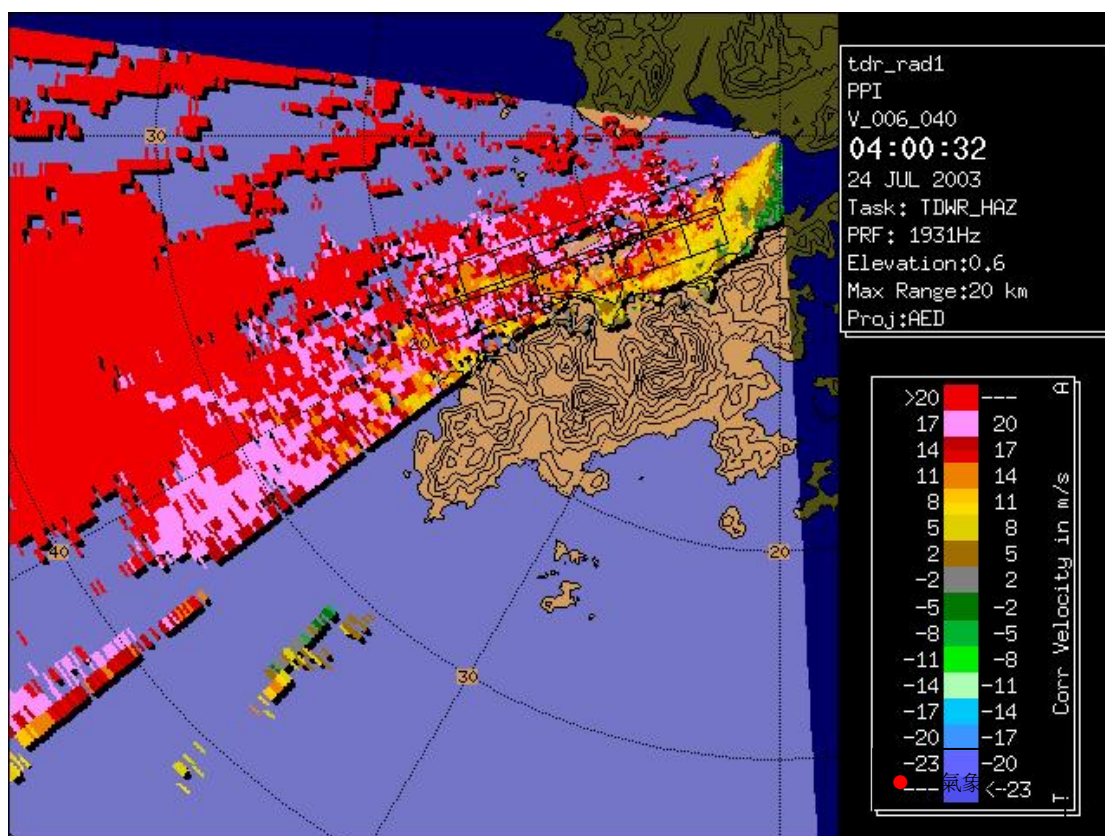 tdr_rad1
PPI
V_006_040
04:00:32
24 JUL 2003
Task: TDWR_HAZ
PRF: 1931Hz
Elevation:0.6
Max Range:20 km
Proj:AED
30
20
40
20
30
>20 ---
17 20
14 17
11 14
8 11
5 8
2 5
-2 2
-5 -2
-8 -5
-11 -8
-14 -11
-17 -14
-20 -17
-23 -20
--- <-23
氣象
A
Corr Velocity in m/s
T.